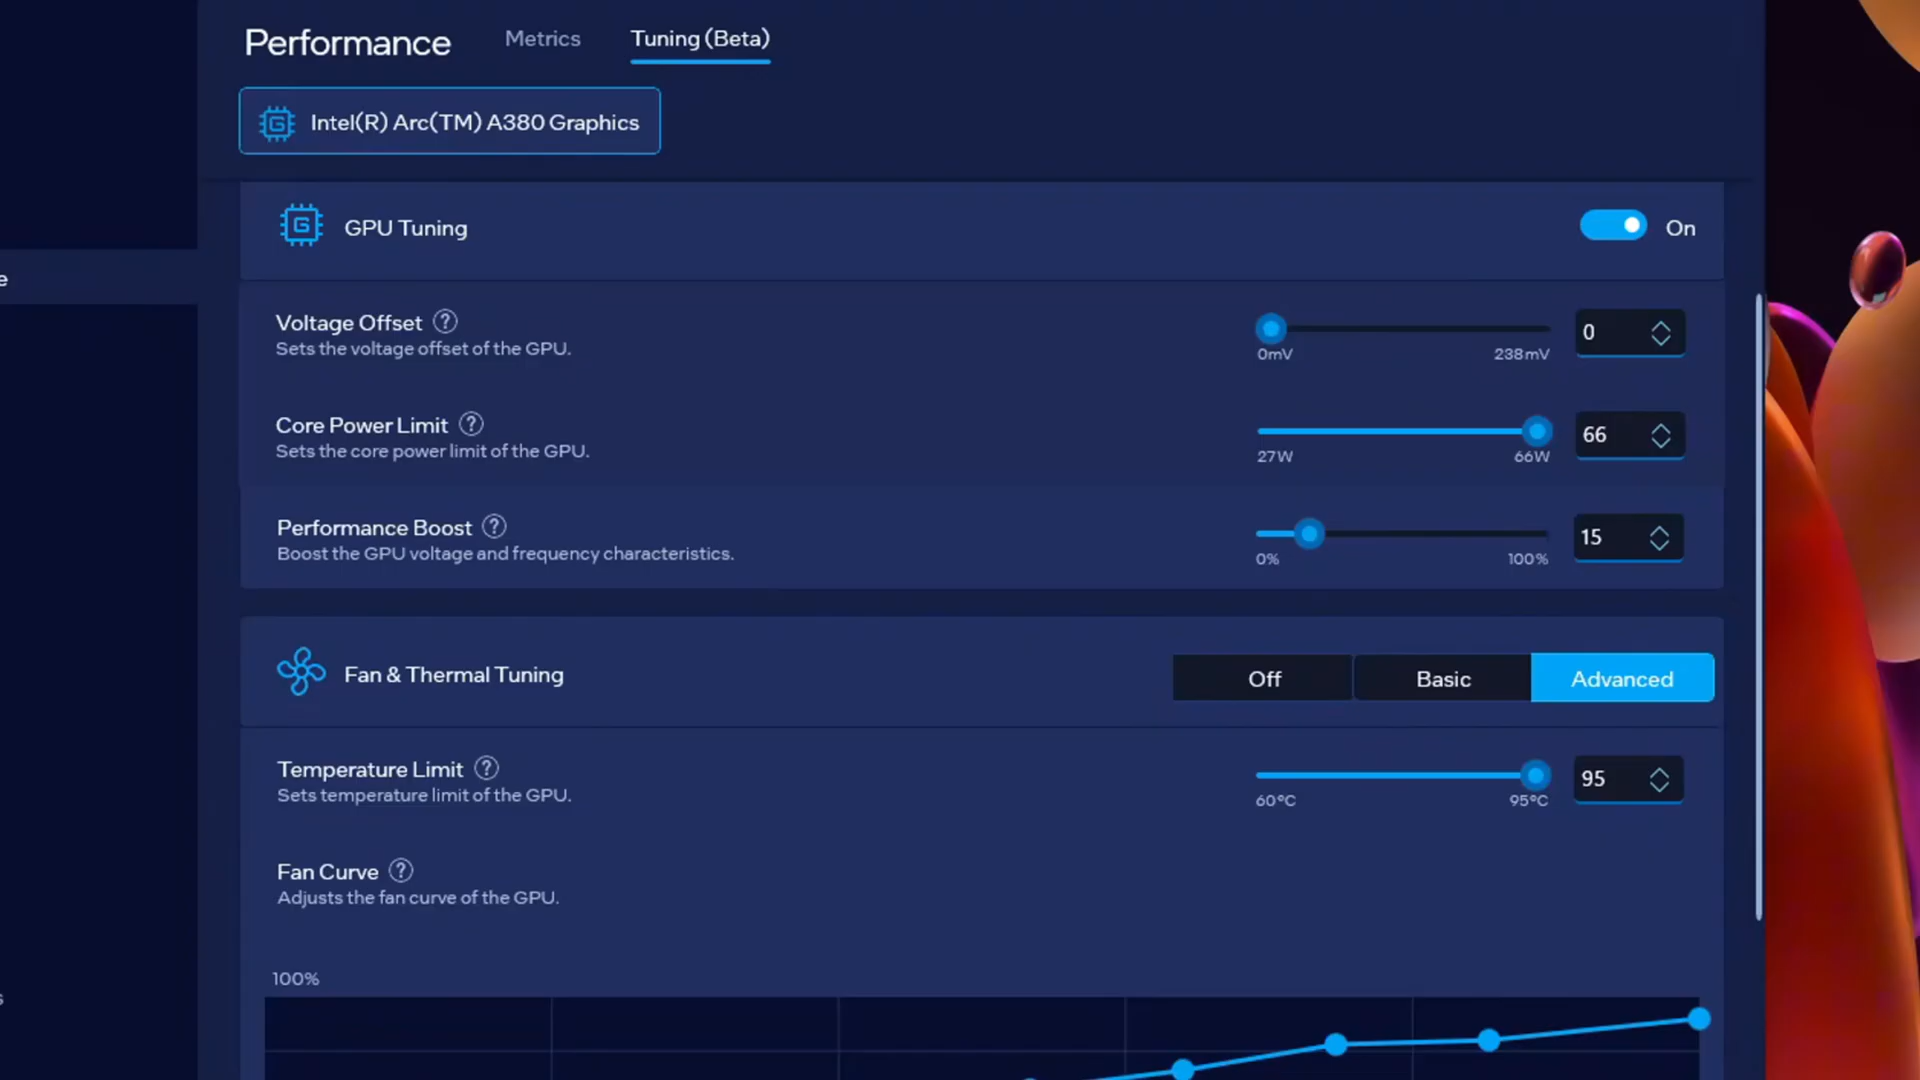 Performance
Metrics
Tuning (Beta)
Intel(R) Arc(TM) A380 Graphics
GPU Tuning
On
e
Voltage Offset ?
Sets the voltage offset of the GPU.
0mV
238mV
0
Core Power Limit ?
Sets the core power limit of the GPU.
27W
66W
66
Performance Boost ?
Boost the GPU voltage and frequency characteristics.
0%
100%
15
Fan & Thermal Tuning
Off
Basic
Advanced
Temperature Limit ?
Sets temperature limit of the GPU.
60°C
95°C
95
Fan Curve ?
Adjusts the fan curve of the GPU.
100%
s